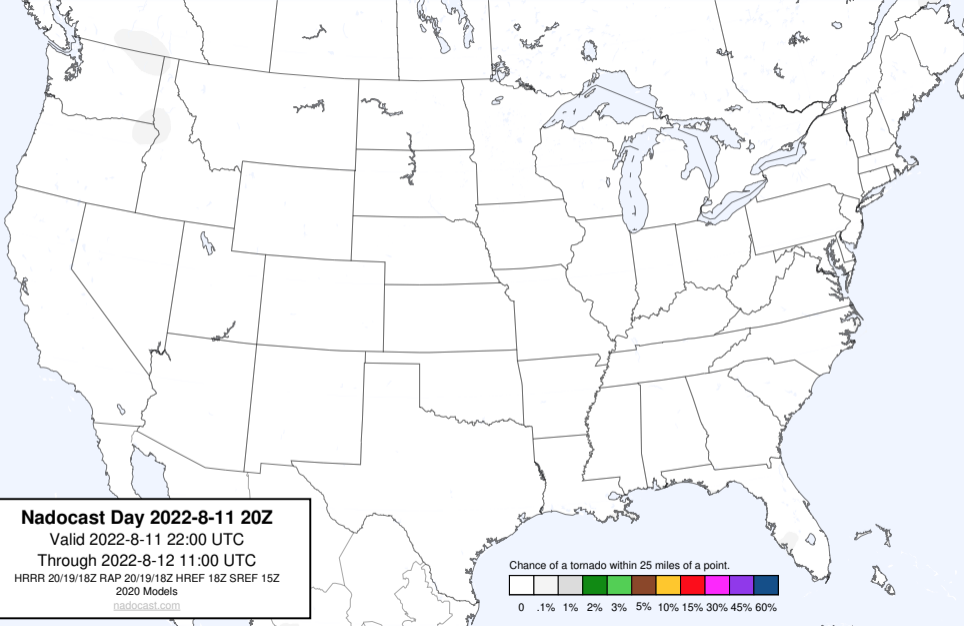 Nadocast Day 2022-8-11 20Z
Valid 2022-8-11 22:00 UTC
Through 2022-8-12 11:00 UTC
HRRR 20/19/18Z RAP 20/19/18Z HREF 18Z SREF 15Z
2020 Models
nadocast.com
Chance of a tornado within 25 miles of a point.
0 .1% 1% 2% 3% 5% 10% 15% 30% 45% 60%